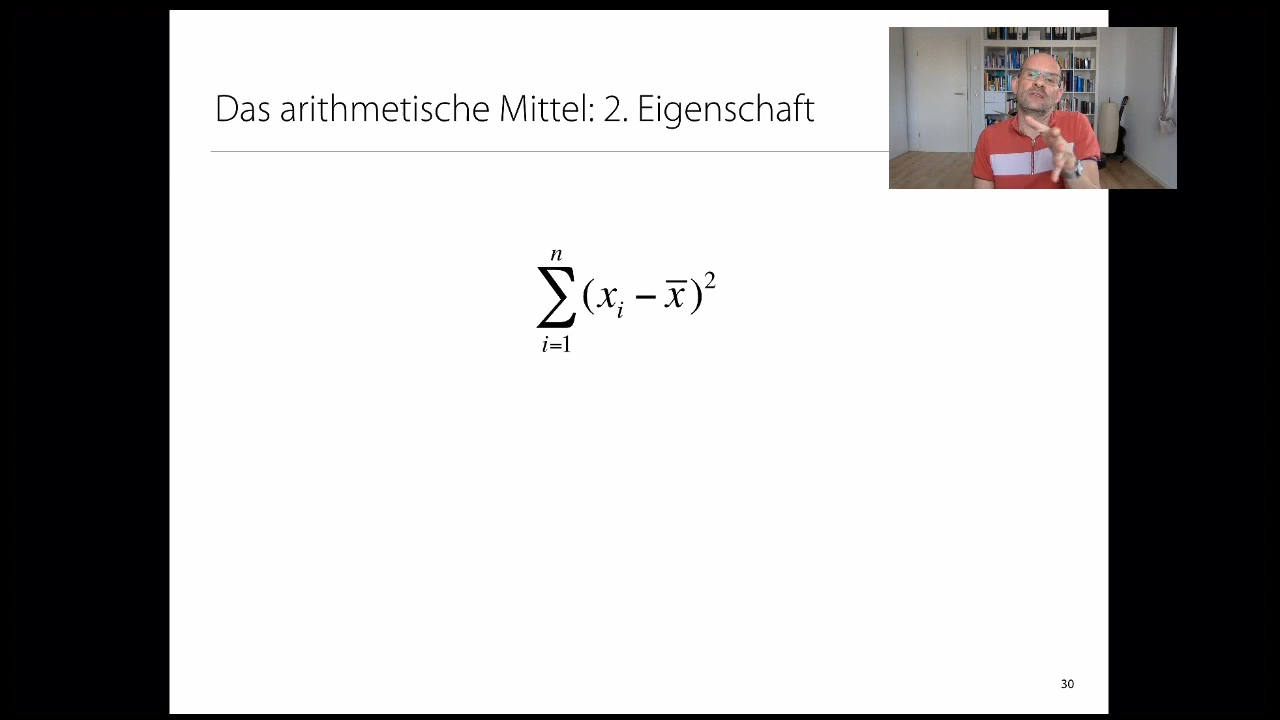 Das arithmetische Mittel: 2. Eigenschaft
n
∑(xᵢ − x̅)²
i=1
30